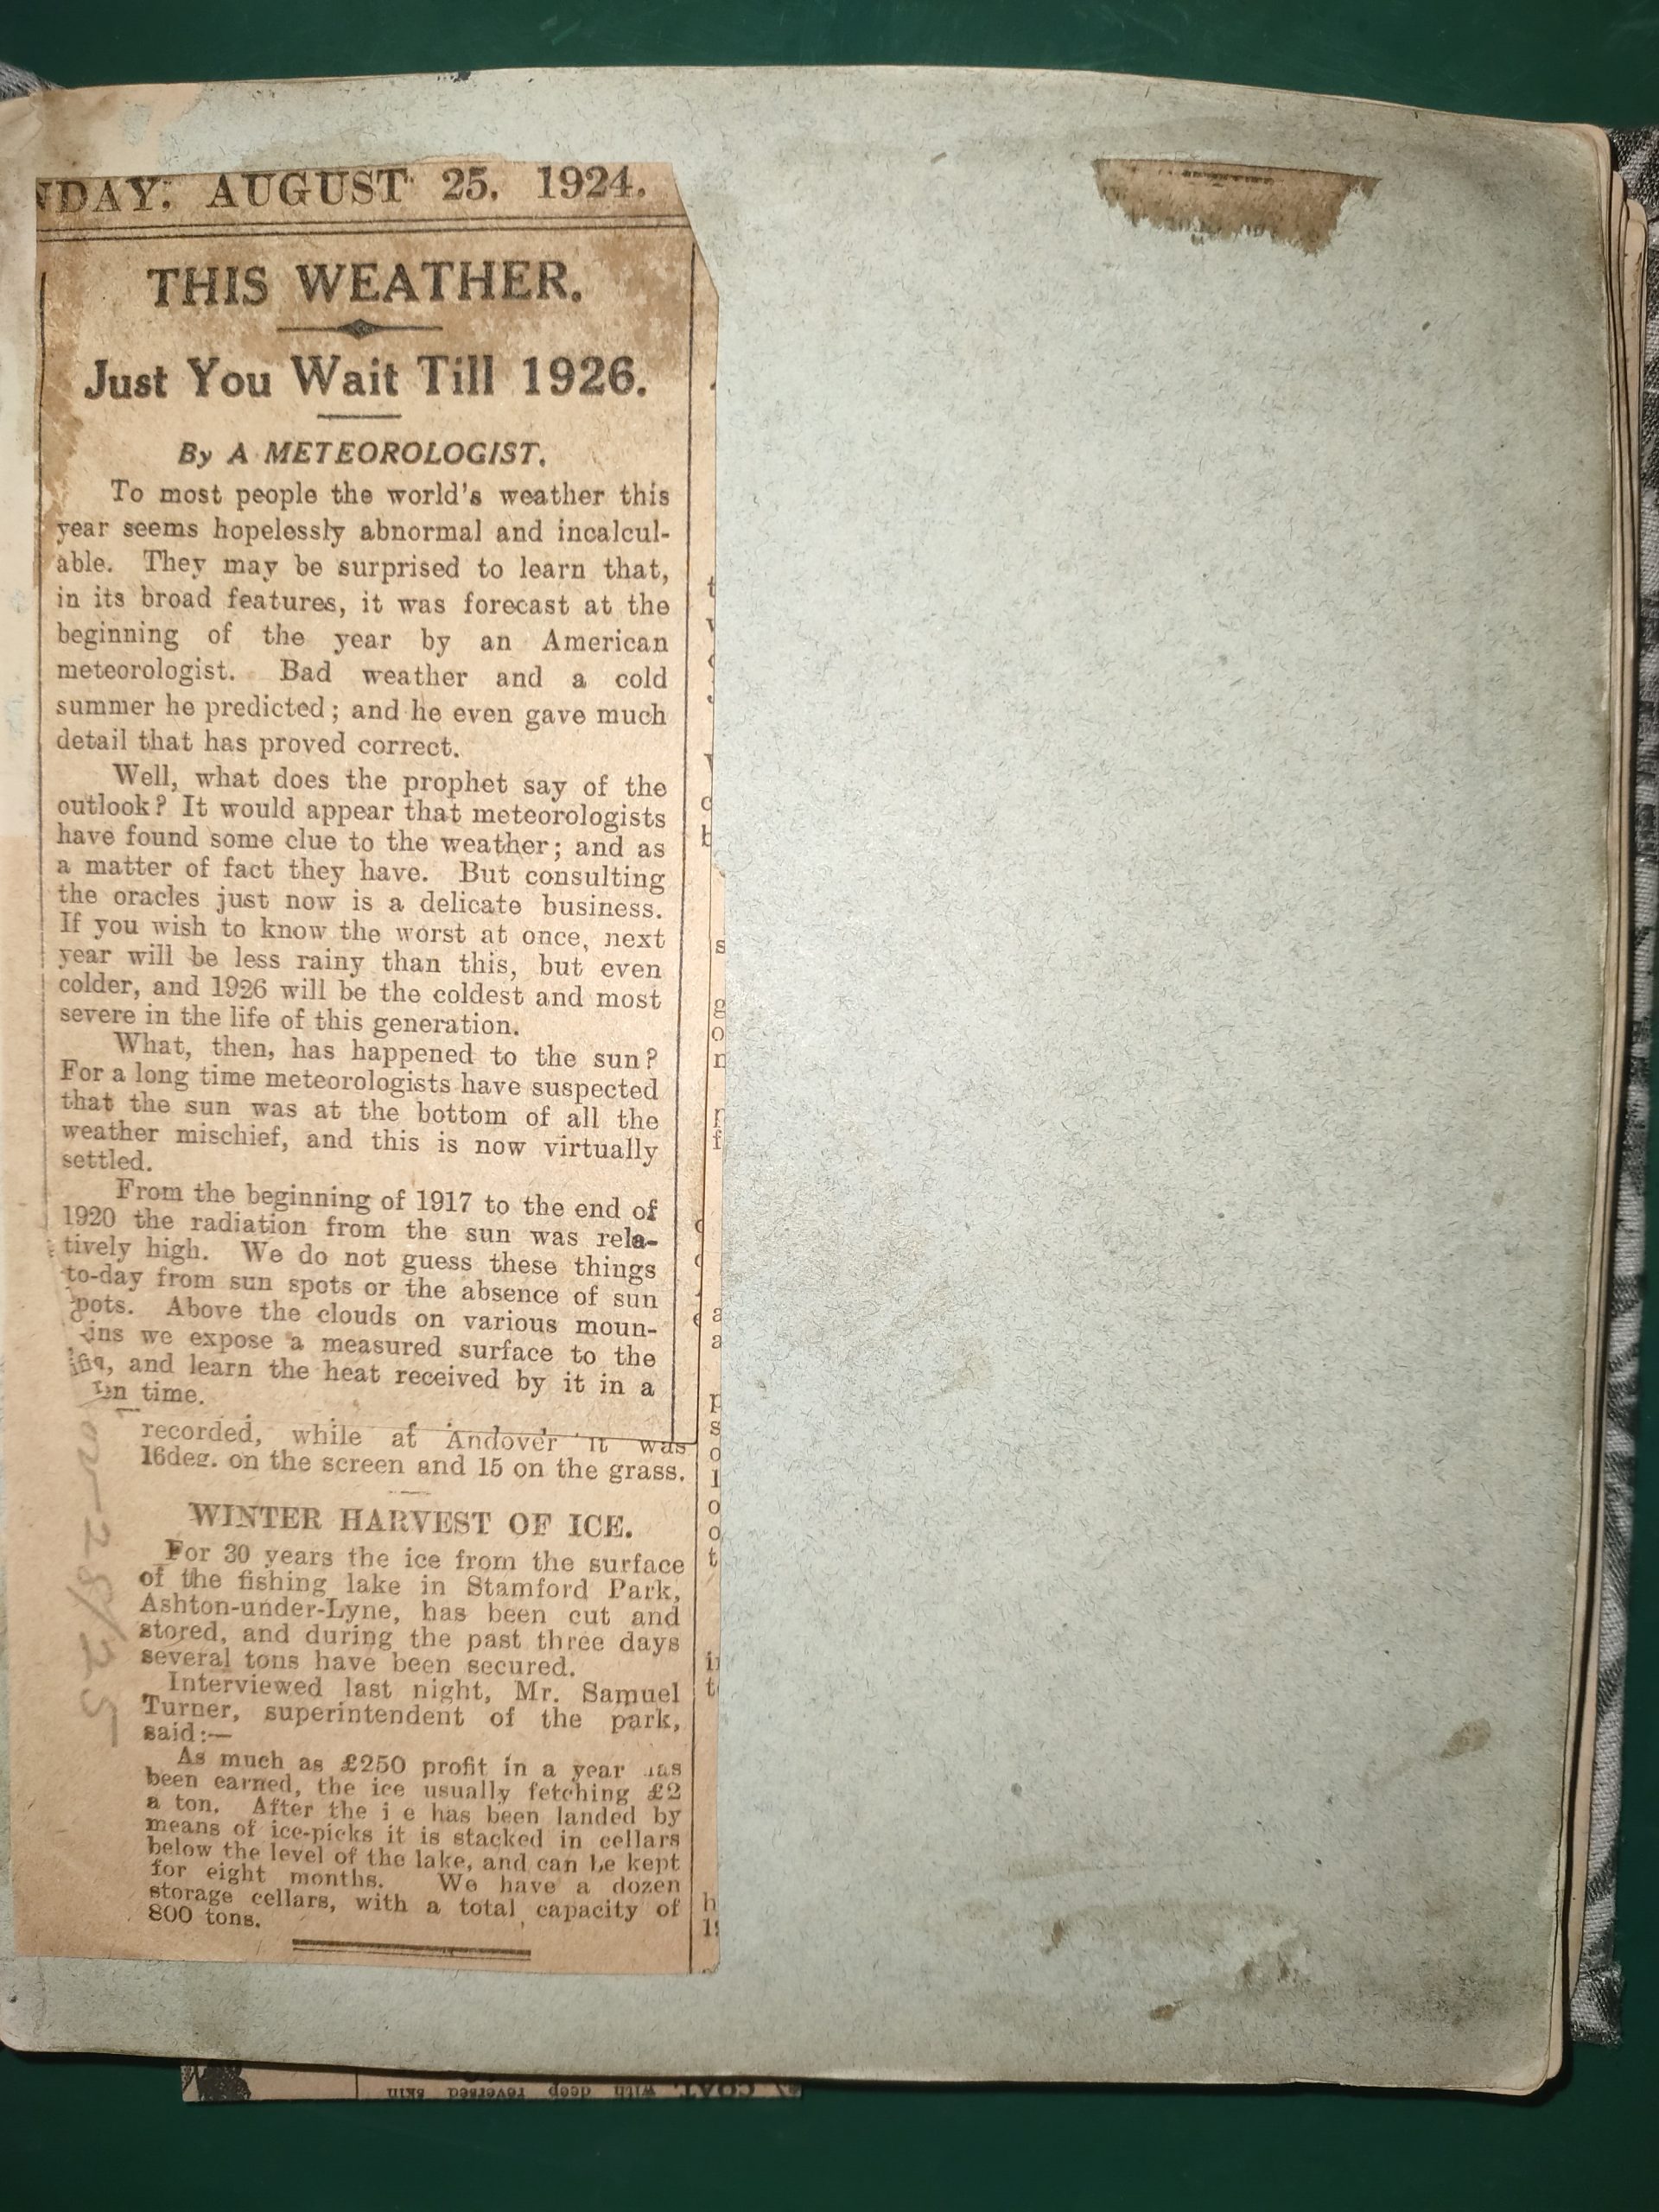 NDAY, AUGUST 25, 1924.
THIS WEATHER.
Just You Wait Till 1926.
By A METEOROLOGIST.
To most people the world's weather this
year seems hopelessly abnormal and incalcul-
able. They may be surprised to learn that,
in its broad features, it was forecast at the
beginning of the year by an American
meteorologist. Bad weather and a cold
summer he predicted; and he even gave much
detail that has proved correct.
Well, what does the prophet say of the
outlook? It would appear that meteorologists
have found some clue to the weather; and as
a matter of fact they have. But consulting
the oracles just now is a delicate business.
If you wish to know the worst at once, next
year will be less rainy than this, but even
colder, and 1926 will be the coldest and most
severe in the life of this generation.
What, then, has happened to the sun?
For a long time meteorologists have suspected
that the sun was at the bottom of all the
weather mischief, and this is now virtually
settled.
From the beginning of 1917 to the end of
1920 the radiation from the sun was rela-
tively high. We do not guess these things
to-day from sun spots or the absence of sun
pots. Above the clouds on various moun-
ins we expose a measured surface to the
and learn the heat received by it in a
en time.
recorded, while at Andover it was
16deg. on the screen and 15 on the grass.
WINTER HARVEST OF ICE.
For 30 years the ice from the surface
of the fishing lake in Stamford Park,
Ashton-under-Lyne, has been cut and
stored, and during the past three days
several tons have been secured.
Interviewed last night, Mr. Samuel
Turner, superintendent of the park,
said:—
As much as £250 profit in a year has
been earned, the ice usually fetching £2
a ton. After the i e has been landed by
means of ice-picks it is stacked in cellars
below the level of the lake, and can be kept
for eight months. We have a dozen
storage cellars, with a total capacity of
800 tons.
COAT with deep reversed skin